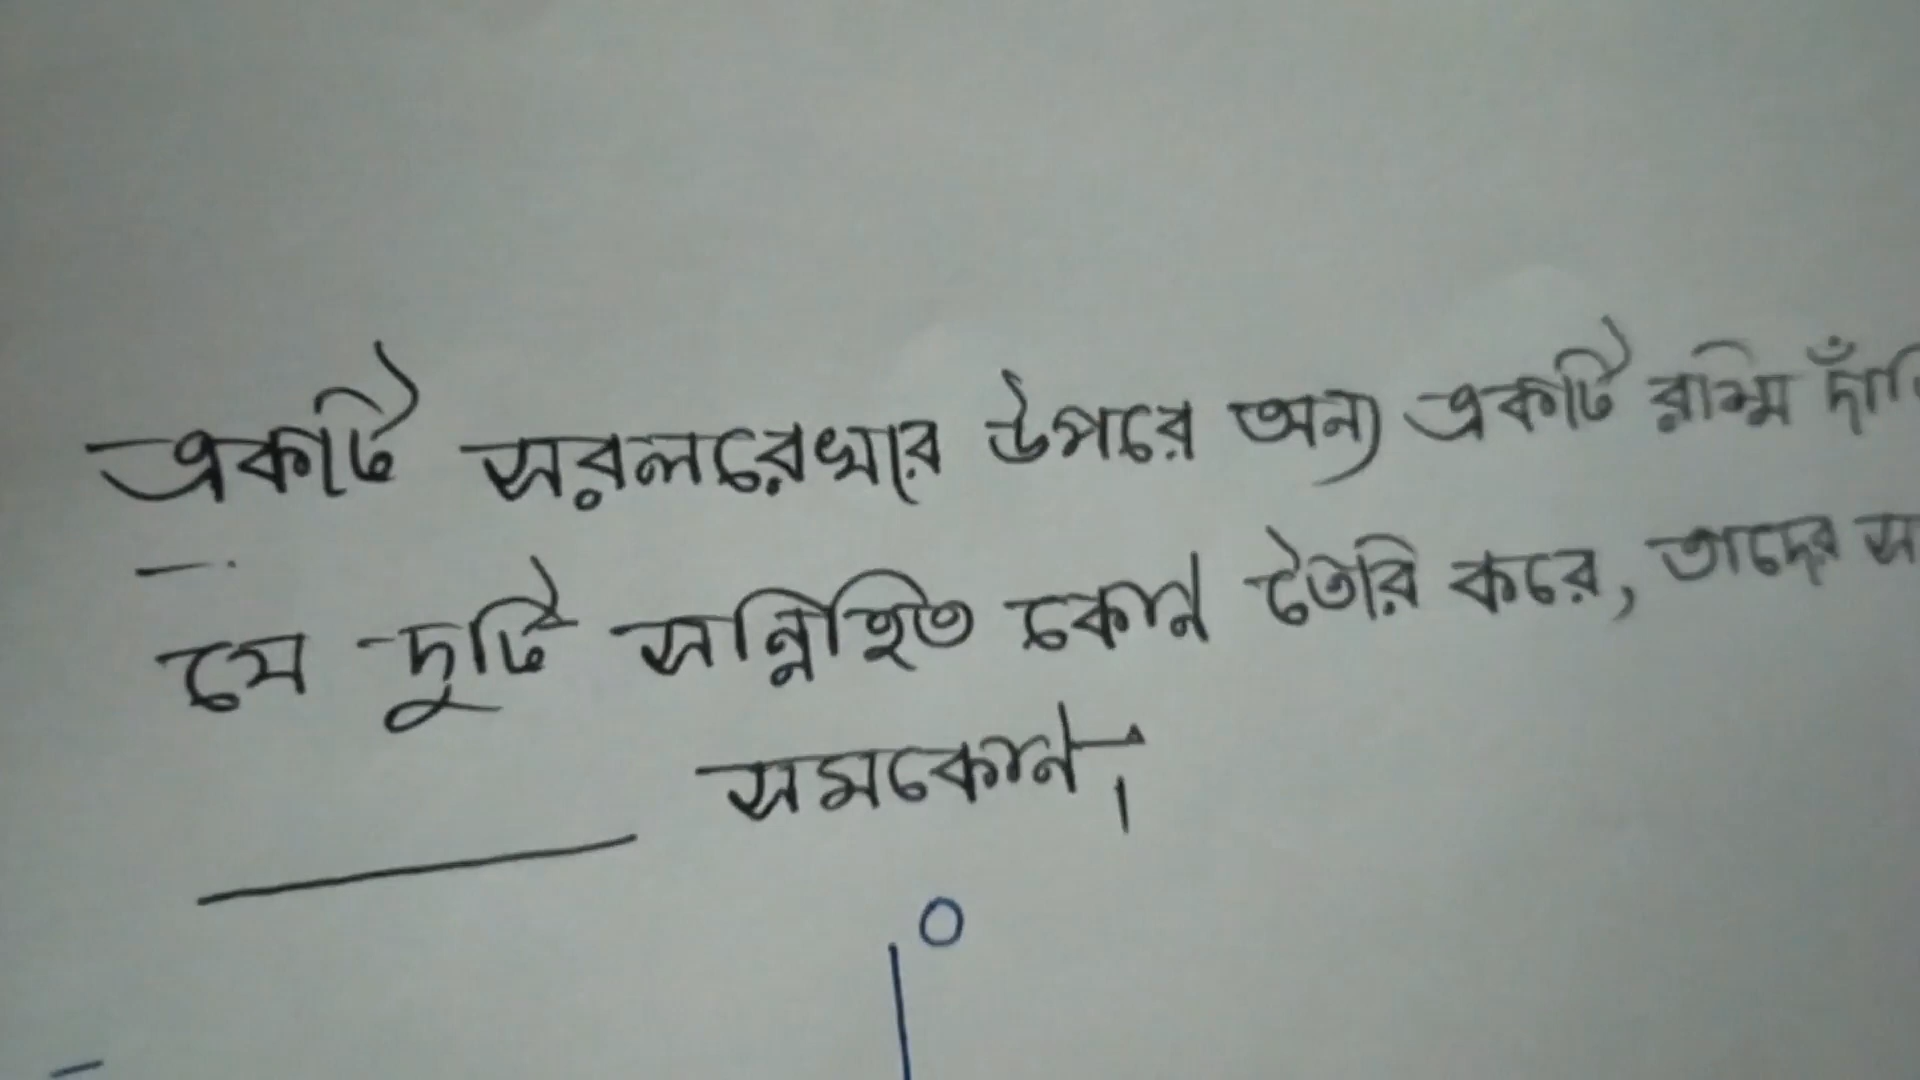 একটি সরলরেখার উপরে অন্য একটি রশ্মি
যে দুটি সন্নিহিত কোন তৈরি করে, তাদের
সমকোন।
O